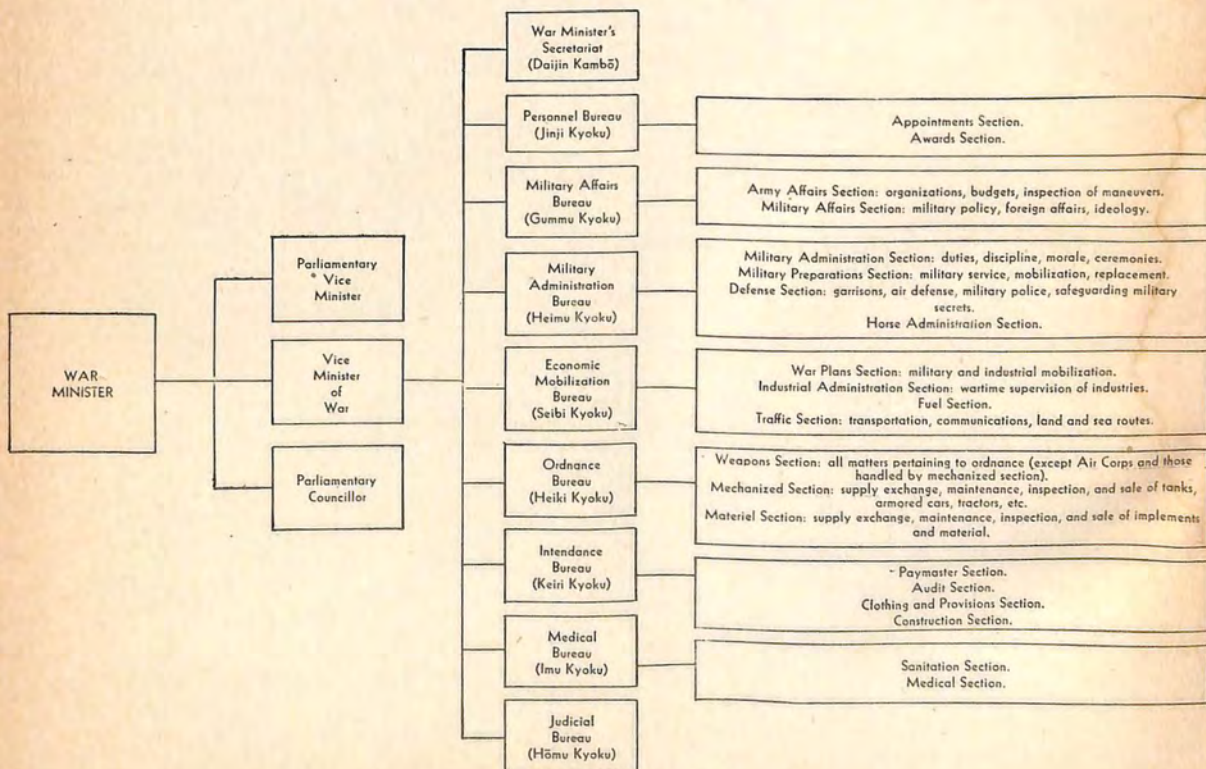 WAR
MINISTER
Parliamentary
Vice
Minister
Vice
Minister
of
War
Parliamentary
Councillor
War Minister's
Secretariat
(Daijin Kambō)
Personnel Bureau
(Jinji Kyoku)
Appointments Section.
Awards Section.
Military Affairs
Bureau
(Gummu Kyoku)
Army Affairs Section: organizations, budgets, inspection of maneuvers.
Military Affairs Section: military policy, foreign affairs, ideology.
Military
Administration
Bureau
(Heimu Kyoku)
Military Administration Section: duties, discipline, morale, ceremonies.
Military Preparations Section: military service, mobilization, replacement.
Defense Section: garrisons, air defense, military police, safeguarding military
secrets.
Horse Administration Section.
Economic
Mobilization
Bureau
(Seibi Kyoku)
War Plans Section: military and industrial mobilization.
Industrial Administration Section: wartime supervision of industries.
Fuel Section.
Traffic Section: transportation, communications, land and sea routes.
Ordnance
Bureau
(Heiki Kyoku)
Weapons Section: all matters pertaining to ordnance (except Air Corps and those
handled by mechanized section).
Mechanized Section: supply exchange, maintenance, inspection, and sale of tanks,
armored cars, tractors, etc.
Materiel Section: supply exchange, maintenance, inspection, and sale of implements
and material.
Intendance
Bureau
(Keiri Kyoku)
Paymaster Section.
Audit Section.
Clothing and Provisions Section.
Construction Section.
Medical
Bureau
(Imu Kyoku)
Sanitation Section.
Medical Section.
Judicial
Bureau
(Hōmu Kyoku)